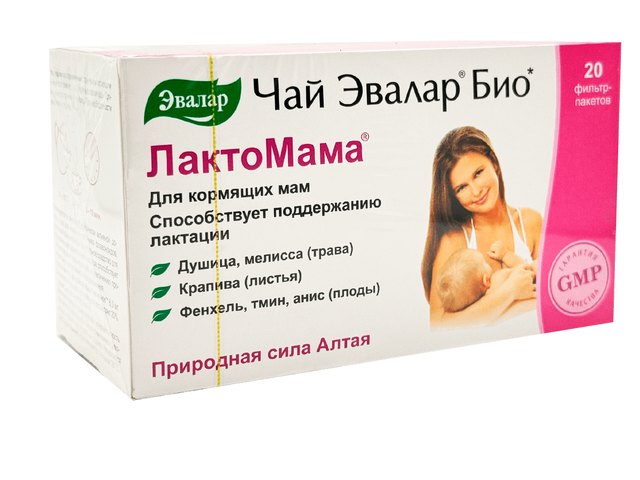 Эвалар
Чай Эвалар® Био*
20
фильтр-
пакетов
ЛактоМама®
Для кормящих мам
Способствует поддержанию
лактации
Душица, мелисса (трава)
Крапива (листья)
Фенхель, тмин, анис (плоды)
Природная сила Алтая
ГАРАНТИЯ
GMP
КАЧЕСТВА